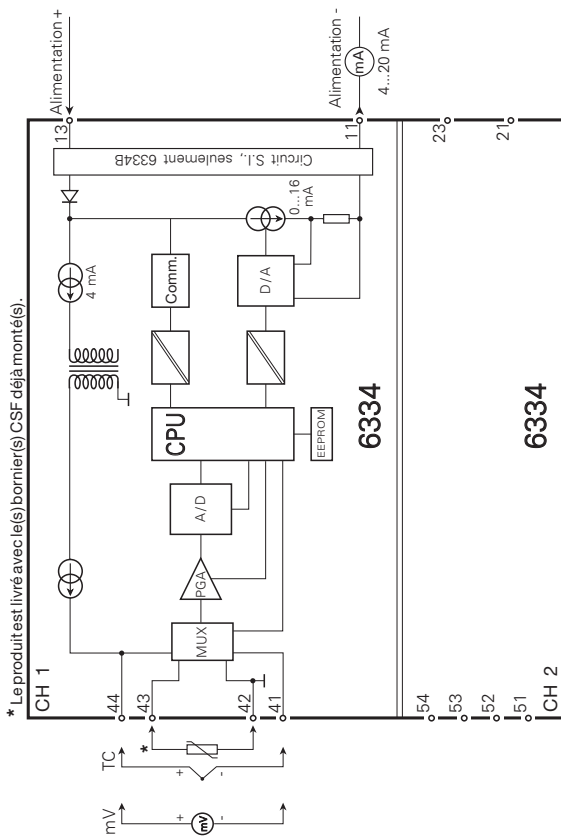 * Le produit est livré avec le(s) bornier(s) CSF déjà monté(s).
CH 1
mV
TC
+
-
mV
+
-
*
44
43
42
41
MUX
PGA
A/D
CPU
EEPROM
4 mA
Comm.
D/A
0...16
mA
Circuit S.I., seulement 6334B
13
Alimentation +
11
Alimentation -
mA
4...20 mA
6334
54
53
52
51
CH 2
6334
23
21